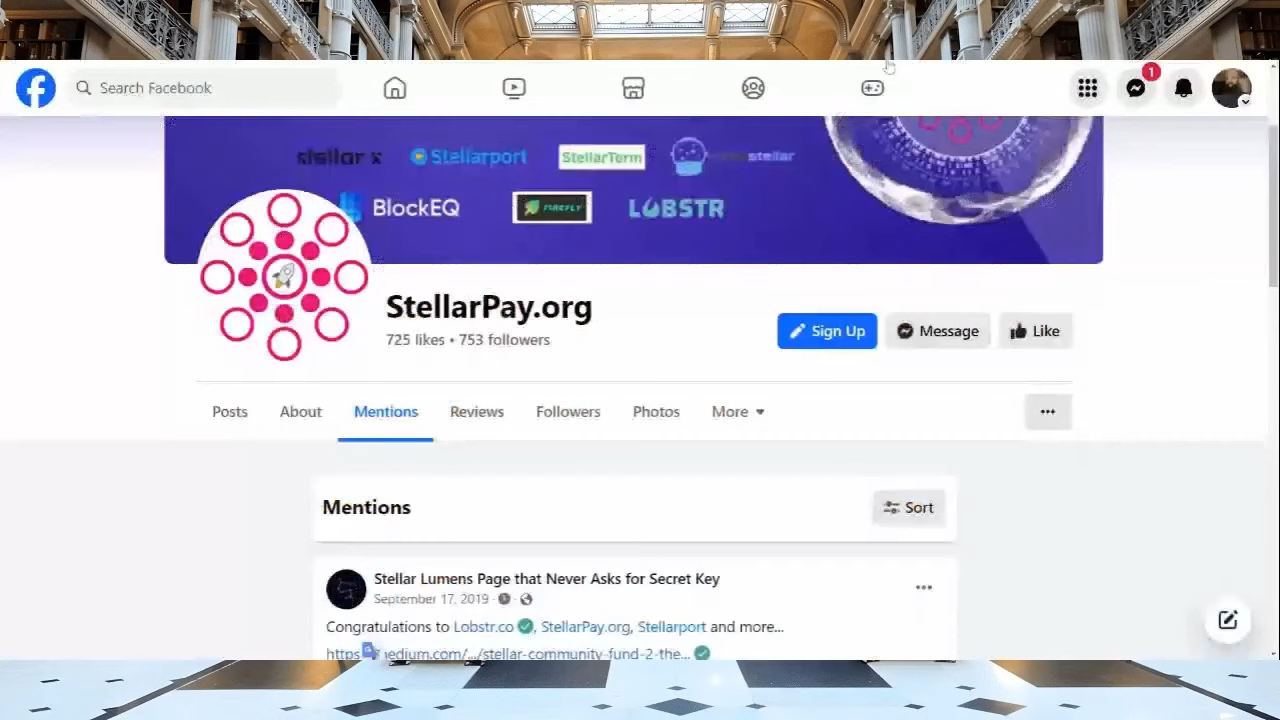 Search Facebook
1
stellar x Stellarport StellarTerm stellar
BlockEQ FIREFLY LOBSTR
StellarPay.org
725 likes • 753 followers
Sign Up Message Like
Posts About Mentions Reviews Followers Photos More
Mentions
Sort
Stellar Lumens Page that Never Asks for Secret Key
September 17, 2019
Congratulations to Lobstr.co, StellarPay.org, Stellarport and more...
https edium.com/.../stellar-community-fund-2-the...